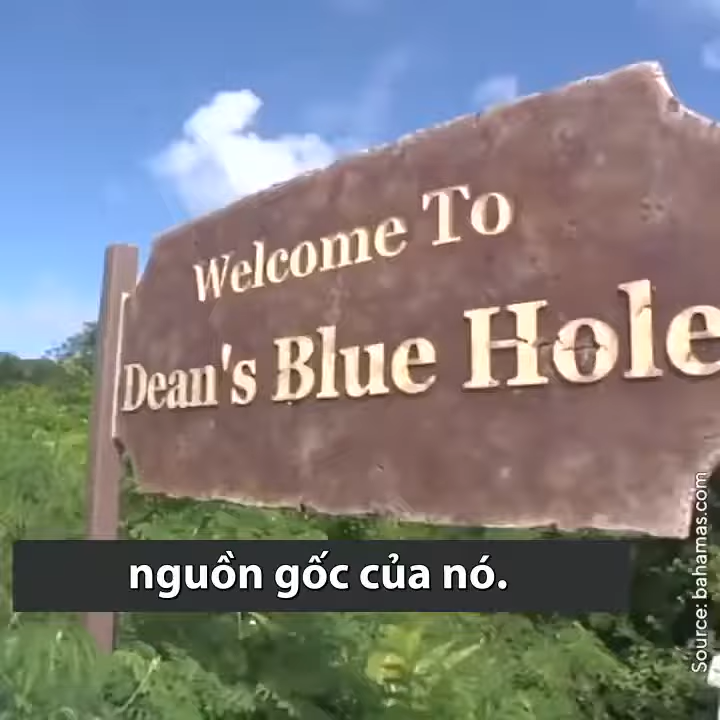 Welcome To
Dean's Blue Hole
nguồn gốc của nó.
Source: bahamas.com